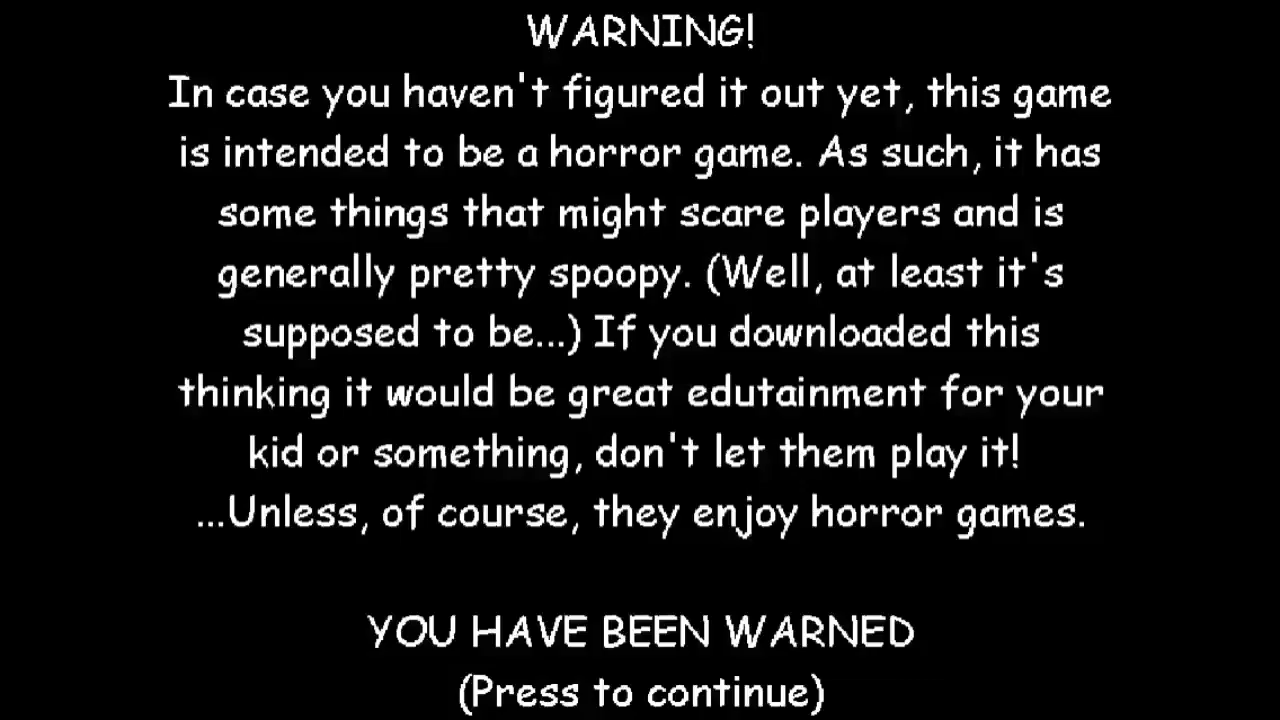 WARNING!
In case you haven't figured it out yet, this game
is intended to be a horror game. As such, it has
some things that might scare players and is
generally pretty spoopy. (Well, at least it's
supposed to be...) If you downloaded this
thinking it would be great edutainment for your
kid or something, don't let them play it!
...Unless, of course, they enjoy horror games.
YOU HAVE BEEN WARNED
(Press to continue)